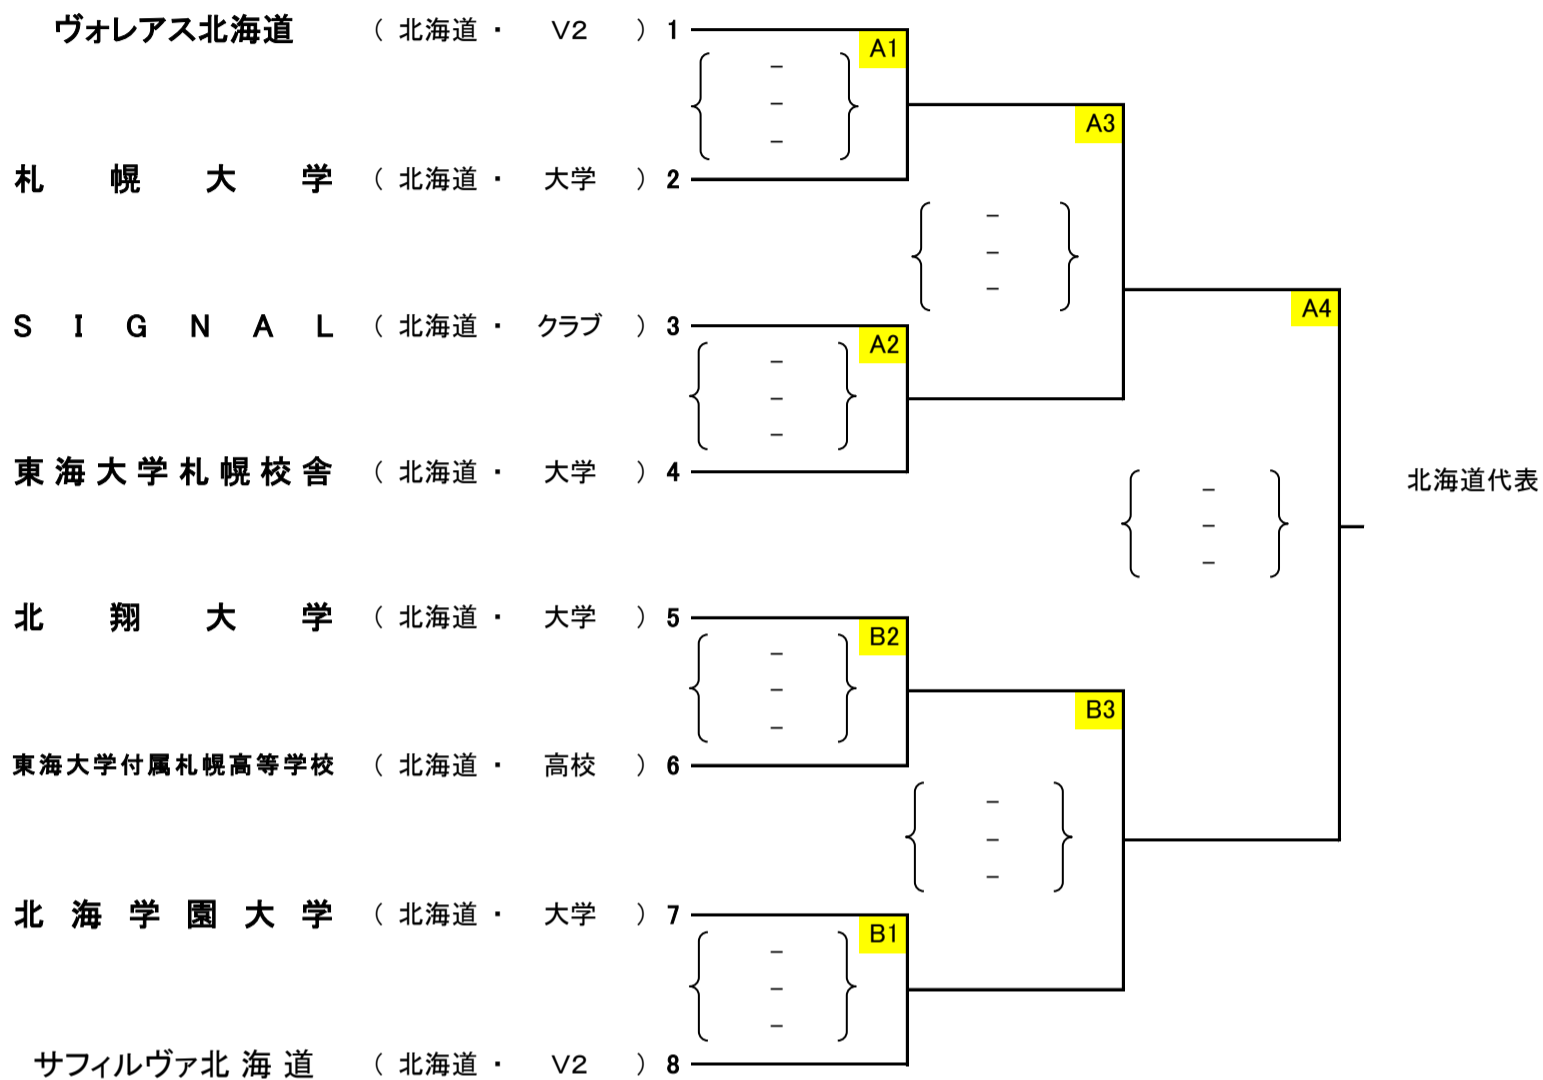 ヴォレアス北海道 （ 北海道 ・ V2 ） 1
A1
－
－
－
A3
札幌大学 （ 北海道 ・ 大学 ） 2
－
－
－
A4
SIGNAL （ 北海道 ・ クラブ ） 3
A2
－
－
－
東海大学札幌校舎 （ 北海道 ・ 大学 ） 4
北海道代表
－
－
－
北翔大学 （ 北海道 ・ 大学 ） 5
B2
－
－
－
B3
東海大学付属札幌高等学校 （ 北海道 ・ 高校 ） 6
－
－
－
北海学園大学 （ 北海道 ・ 大学 ） 7
B1
－
－
－
サフィルヴァ北海道 （ 北海道 ・ V2 ） 8